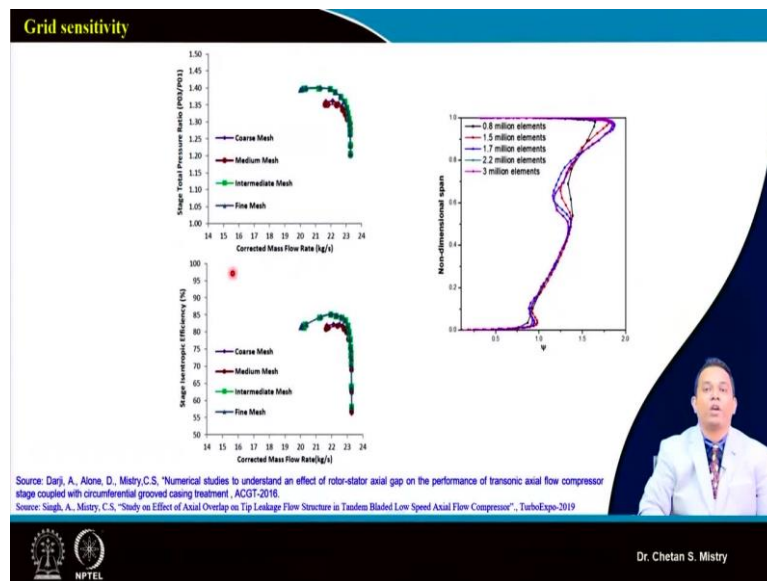 Grid sensitivity
Stage Total Pressure Ratio (P03/P01)
1.50
1.45
1.40
1.35
1.30
1.25
1.20
1.15
1.10
1.05
1.00
Coarse Mesh
Medium Mesh
Intermediate Mesh
Fine Mesh
14 15 16 17 18 19 20 21 22 23 24
Corrected Mass Flow Rate (kg/s)
Stage Isentropic Efficiency (%)
100
95
90
85
80
75
70
65
60
55
50
Coarse Mesh
Medium Mesh
Intermediate Mesh
Fine Mesh
14 15 16 17 18 19 20 21 22 23 24
Corrected Mass Flow Rate(kg/s)
Non-dimensional span
1.0
0.8
0.6
0.4
0.2
0.0
0.8 million elements
1.5 million elements
1.7 million elements
2.2 million elements
3 million elements
0.5 1.0 1.5 2.0
Ψ
Source: Darji, A., Alone, D., Mistry,C.S, "Numerical studies to understand an effect of rotor-stator axial gap on the performance of transonic axial flow compressor
stage coupled with circumferential grooved casing treatment , ACGT-2016.
Source: Singh, A., Mistry, C.S, "Study on Effect of Axial Overlap on Tip Leakage Flow Structure in Tandem Bladed Low Speed Axial Flow Compressor"., TurboExpo-2019
NPTEL
Dr. Chetan S. Mistry